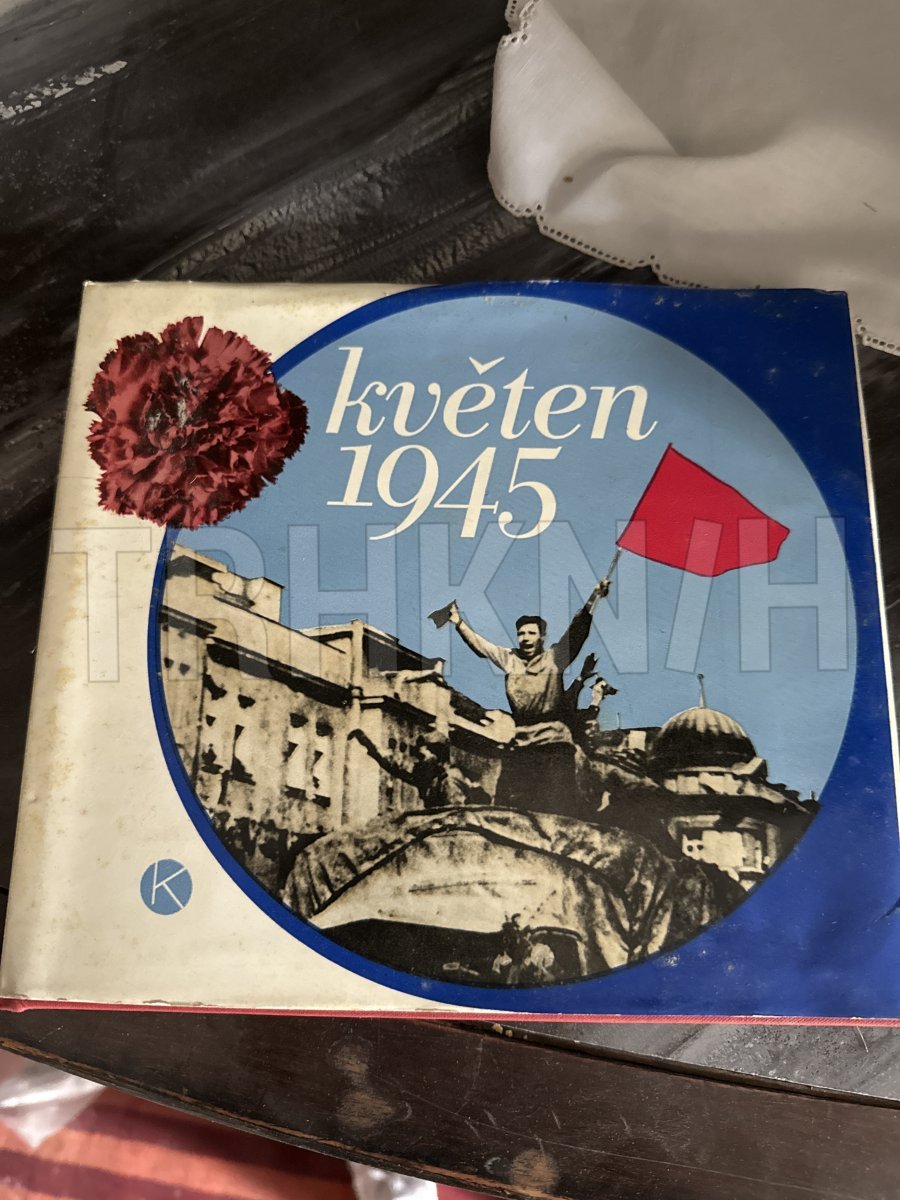 květen
1945
TRHKNIH
K